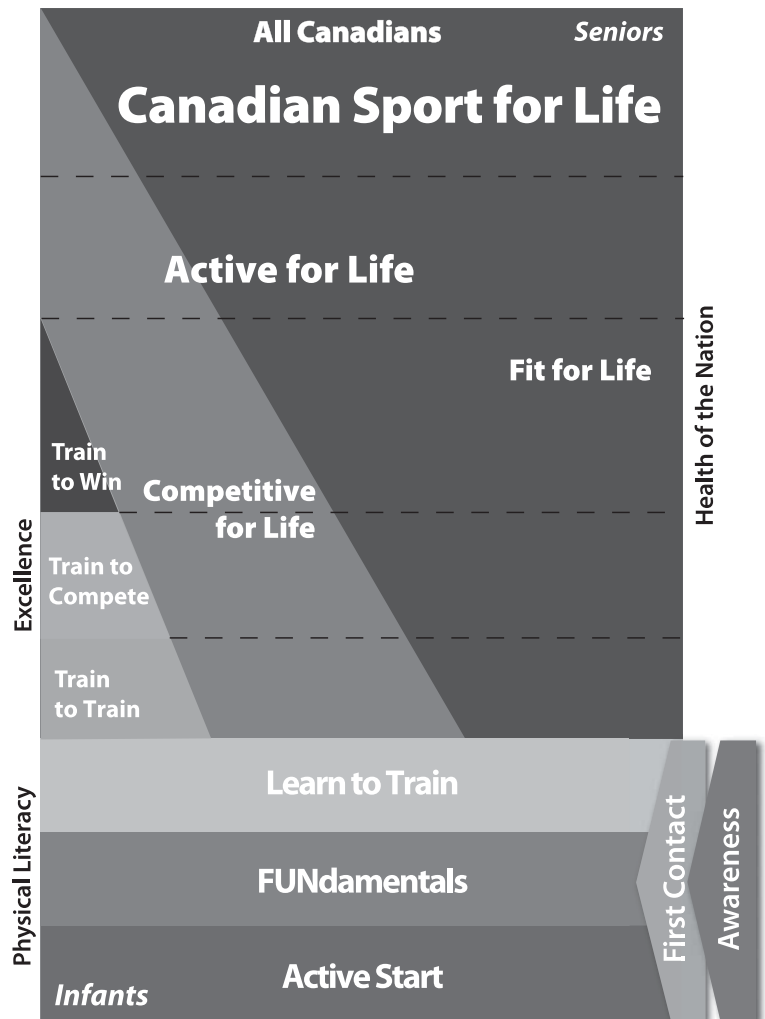 All Canadians
Seniors
Canadian Sport for Life
Active for Life
Fit for Life
Health of the Nation
Train
to Win
Competitive
for Life
Excellence
Train to
Compete
Train
to Train
Learn to Train
Physical Literacy
FUNdamentals
First Contact
Awareness
Active Start
Infants